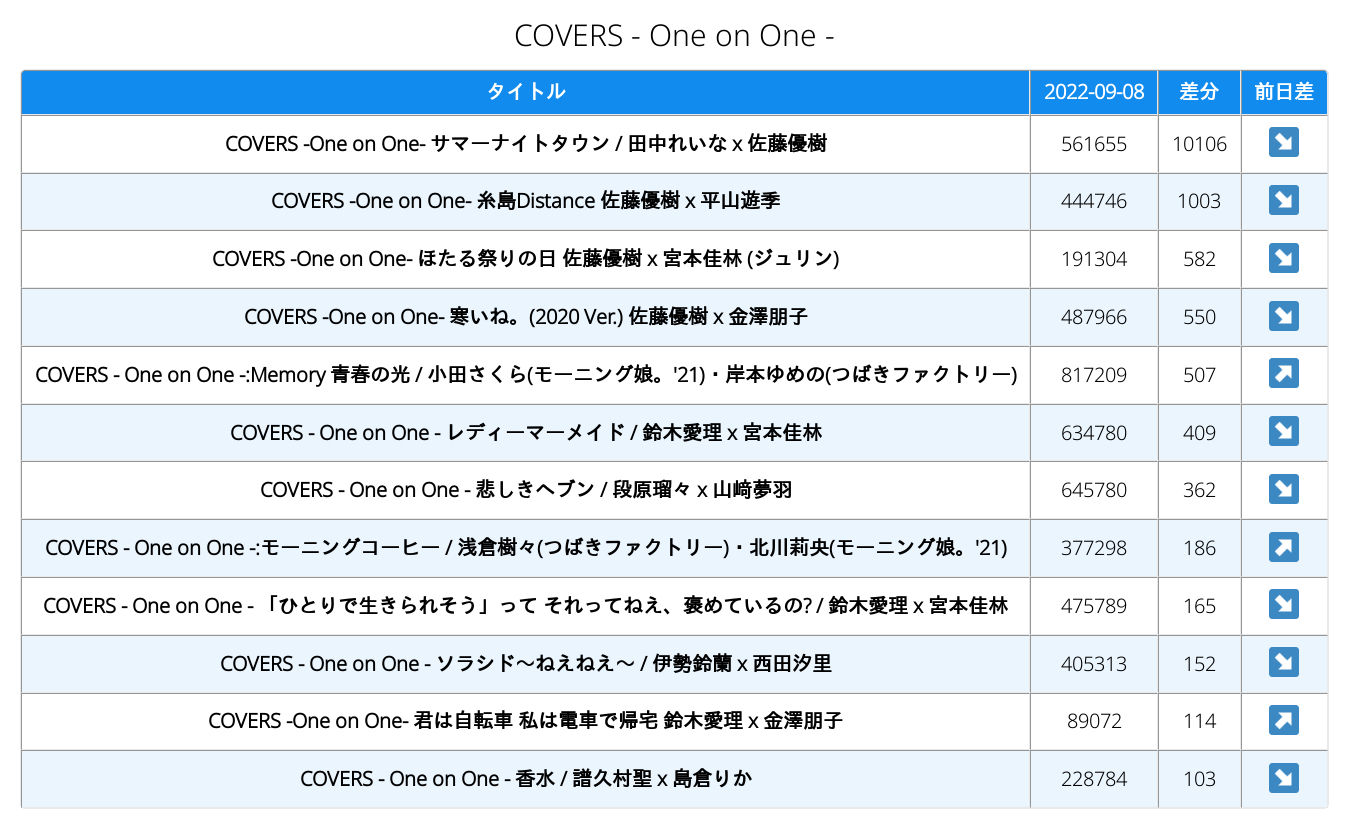 COVERS - One on One -
タイトル 2022-09-08 差分 前日差
COVERS -One on One- サマーナイトタウン / 田中れいな x 佐藤優樹 561655 10106
COVERS -One on One- 糸島Distance 佐藤優樹 x 平山遊季 444746 1003
COVERS -One on One- ほたる祭りの日 佐藤優樹 x 宮本佳林 (ジュリン) 191304 582
COVERS -One on One- 寒いね。(2020 Ver.) 佐藤優樹 x 金澤朋子 487966 550
COVERS - One on One -:Memory 青春の光 / 小田さくら(モーニング娘。'21)・岸本ゆめの(つばきファクトリー) 817209 507
COVERS - One on One - レディーマーメイド / 鈴木愛理 x 宮本佳林 634780 409
COVERS - One on One - 悲しきヘブン / 段原瑠々 x 山﨑夢羽 645780 362
COVERS - One on One -:モーニングコーヒー / 浅倉樹々(つばきファクトリー)・北川莉央(モーニング娘。'21) 377298 186
COVERS - One on One - 「ひとりで生きられそう」って それってねえ、褒めているの? / 鈴木愛理 x 宮本佳林 475789 165
COVERS - One on One - ソラシド〜ねえねえ〜 / 伊勢鈴蘭 x 西田汐里 405313 152
COVERS -One on One- 君は自転車 私は電車で帰宅 鈴木愛理 x 金澤朋子 89072 114
COVERS - One on One - 香水 / 譜久村聖 x 島倉りか 228784 103